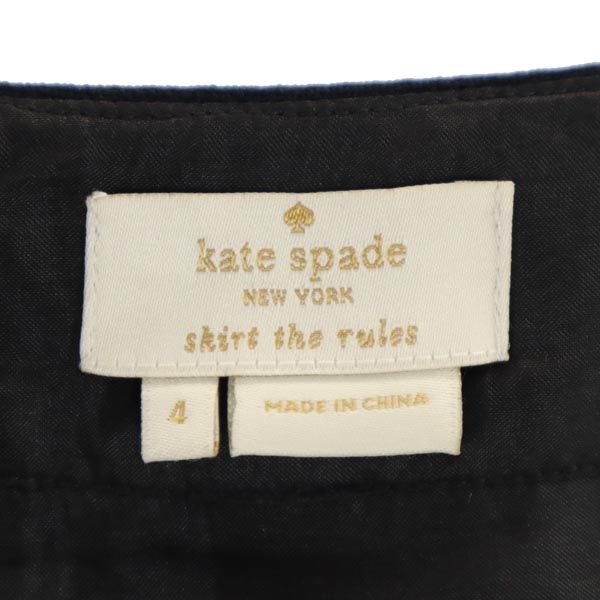 kate spade
NEW YORK
skirt the rules
4
MADE IN CHINA